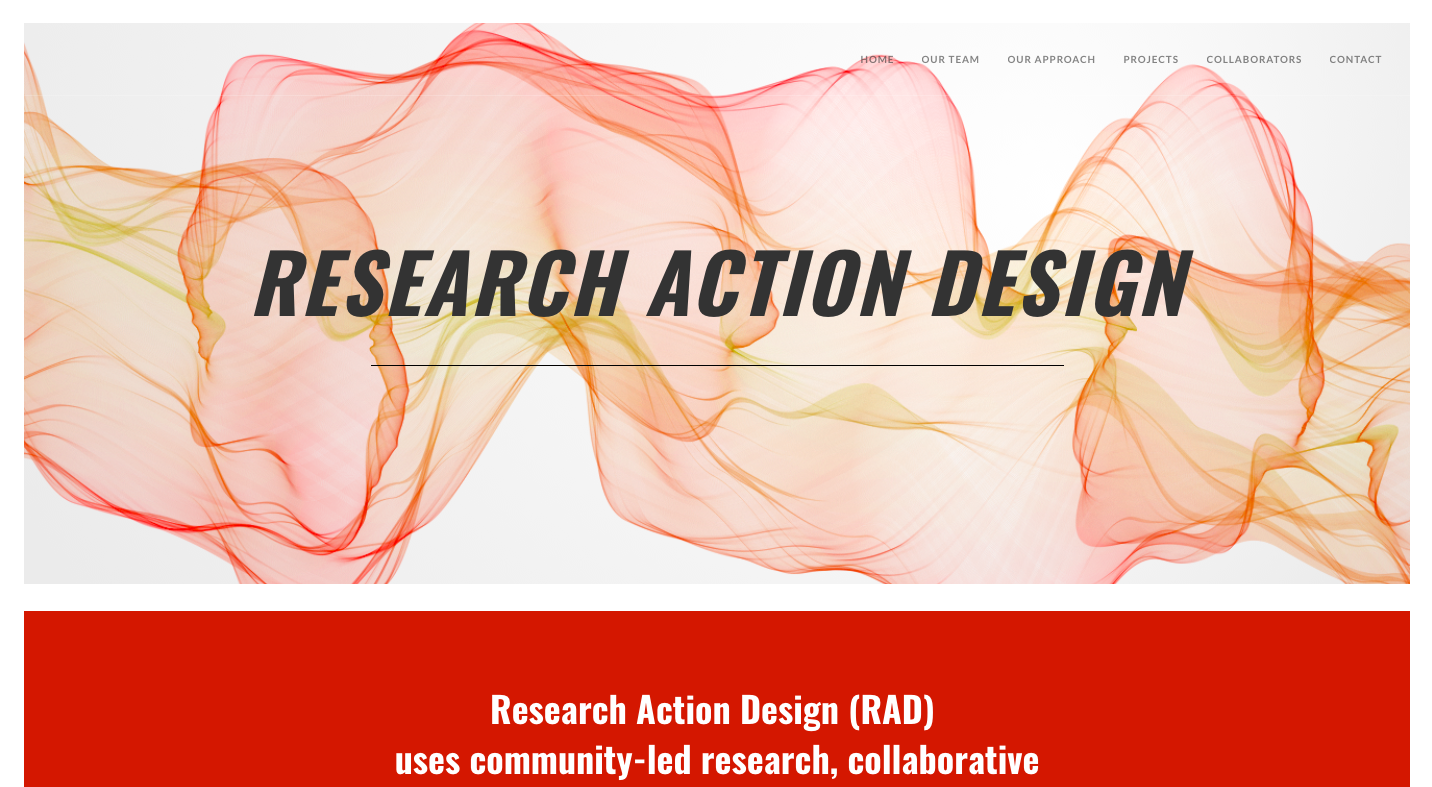 HOME OUR TEAM OUR APPROACH PROJECTS COLLABORATORS CONTACT
RESEARCH ACTION DESIGN
Research Action Design (RAD)
uses community-led research, collaborative